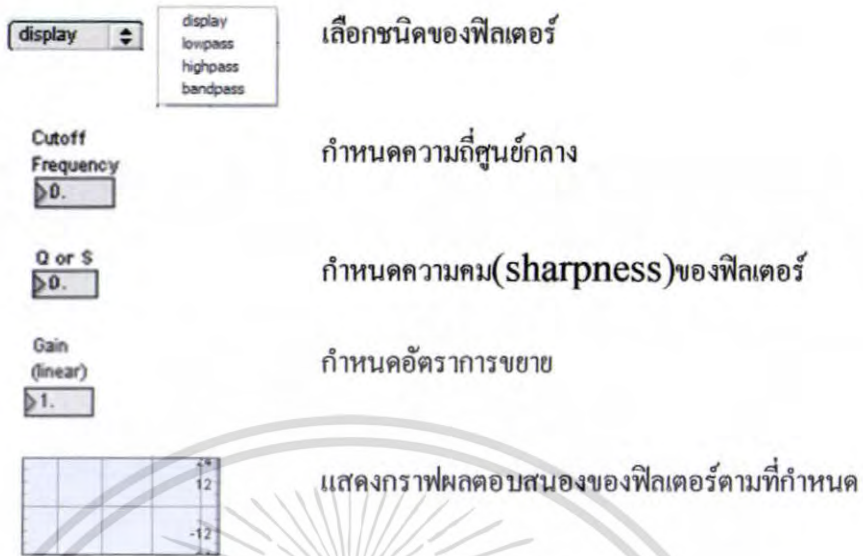 display
display
lowpass
highpass
bandpass
เลือกชนิดของฟิลเตอร์
Cutoff
Frequency
0.
กำหนดความถี่ศูนย์กลาง
Q or S
0.
กำหนดความคม(sharpness)ของฟิลเตอร์
Gain
(linear)
1.
กำหนดอัตราการขยาย
12
-12
แสดงกราฟผลตอบสนองของฟิลเตอร์ตามที่กำหนด